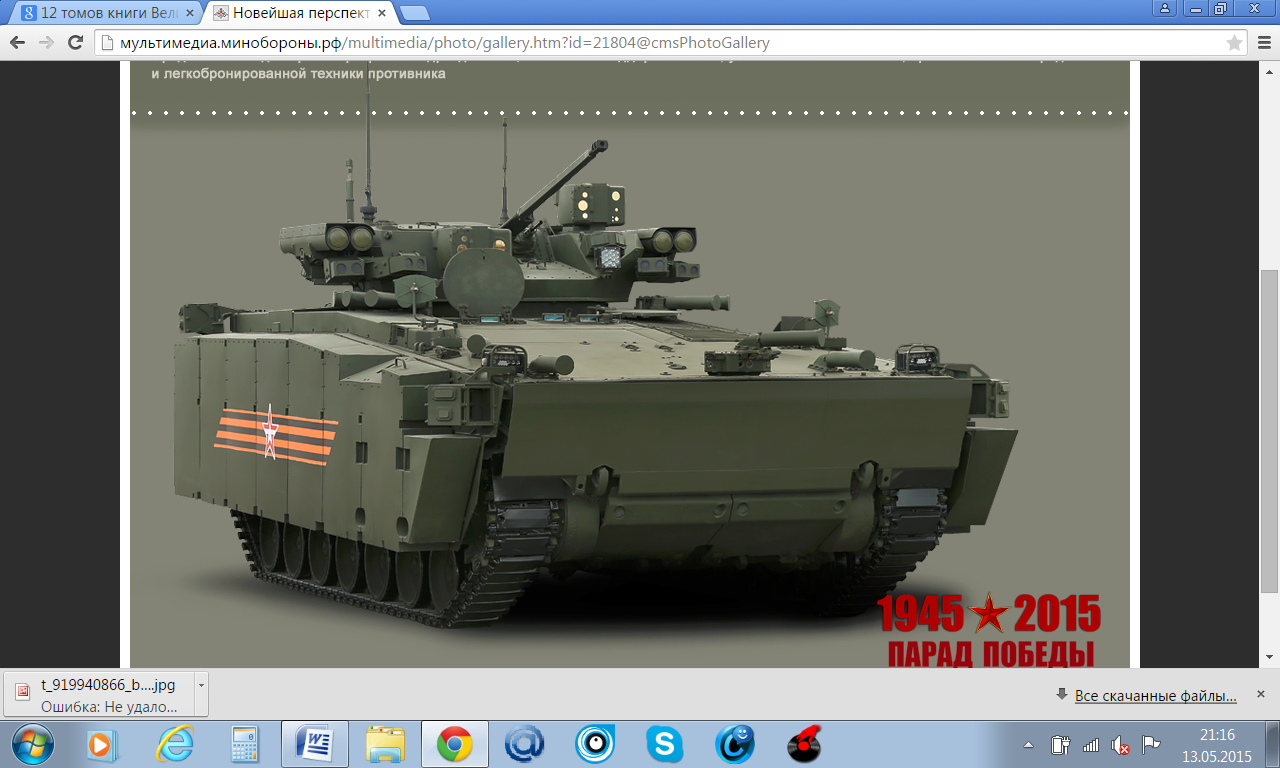 12 томов книги Вели
Новейшая перспект
мультимедиа.минобороны.рф/multimedia/photo/gallery.htm?id=21804@cmsPhotoGallery
и легкобронированной техники противника
1945 2015
ПАРАД ПОБЕДЫ
t_919940866_b....jpg
Ошибка: Не удало...
Все скачанные файлы...
21:16
13.05.2015